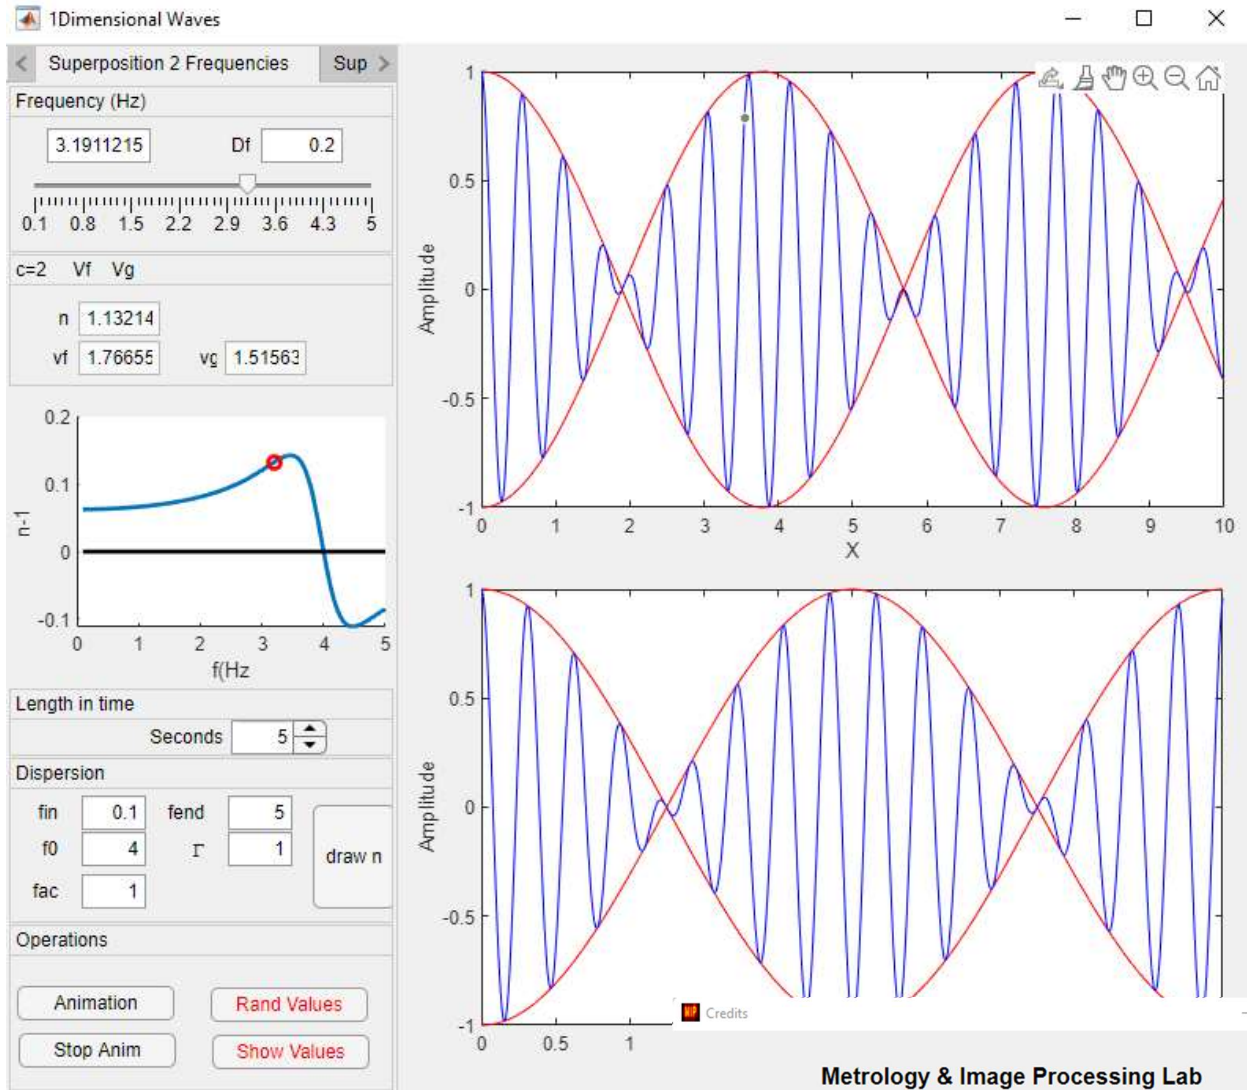 1Dimensional Waves
Superposition 2 Frequencies Sup
Frequency (Hz)
3.1911215 Df 0.2
0.1 0.8 1.5 2.2 2.9 3.6 4.3 5
c=2 Vf Vg
n 1.13214
vf 1.76655 vg 1.51563
0.2
0.1
0
-0.1
n-1
0 1 2 3 4 5
f(Hz
Length in time
Seconds 5
Dispersion
fin 0.1 fend 5
f0 4 Γ 1
draw n
fac 1
Operations
Animation Rand Values
Stop Anim Show Values
1
0.5
0
-0.5
-1
Amplitude
0 1 2 3 4 5 6 7 8 9 10
X
1
0.5
0
-0.5
-1
Amplitude
0 0.5 1
Credits
Metrology & Image Processing Lab